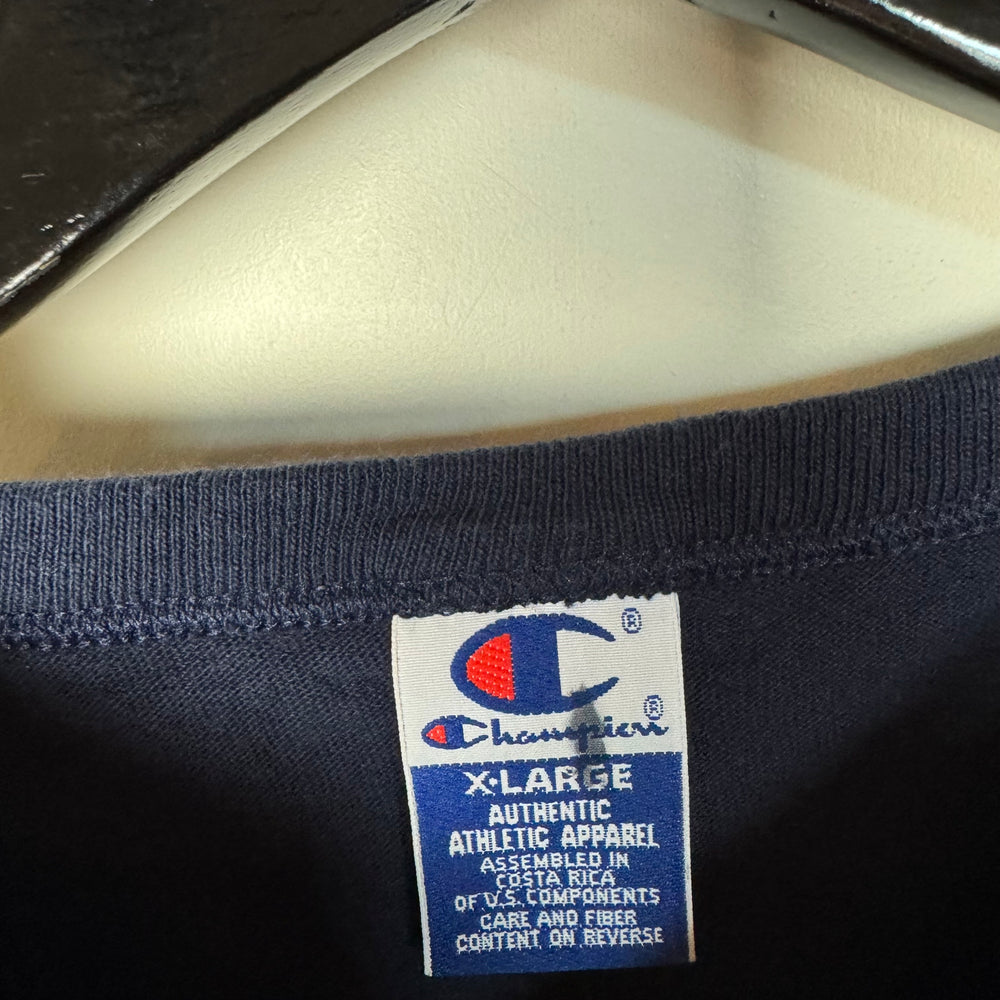 ®
Champion®
X-LARGE
AUTHENTIC
ATHLETIC APPAREL
ASSEMBLED IN
COSTA RICA
OF U.S. COMPONENTS
CARE AND FIBER
CONTENT ON REVERSE